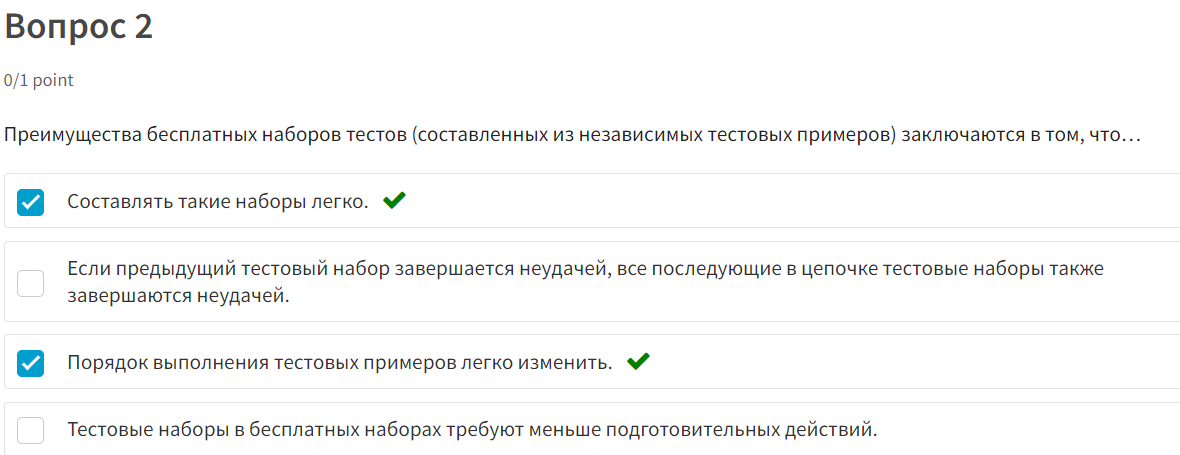 Вопрос 2
0/1 point
Преимущества бесплатных наборов тестов (составленных из независимых тестовых примеров) заключаются в том, что…
Составлять такие наборы легко.
Если предыдущий тестовый набор завершается неудачей, все последующие в цепочке тестовые наборы также
завершаются неудачей.
Порядок выполнения тестовых примеров легко изменить.
Тестовые наборы в бесплатных наборах требуют меньше подготовительных действий.